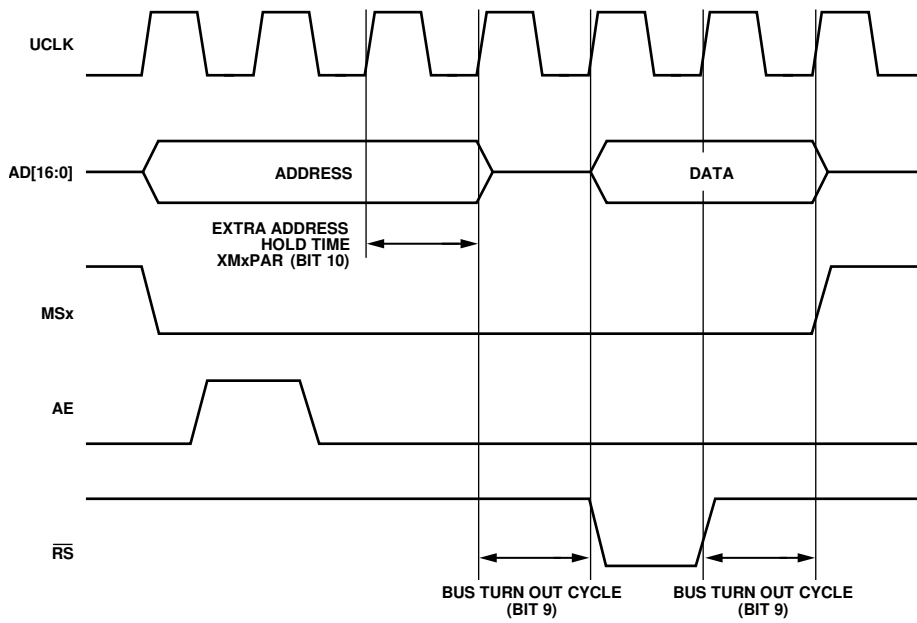 UCLK
AD[16:0]
ADDRESS
DATA
EXTRA ADDRESS
HOLD TIME
XMxPAR (BIT 10)
MSx
AE
RS
BUS TURN OUT CYCLE
(BIT 9)
BUS TURN OUT CYCLE
(BIT 9)